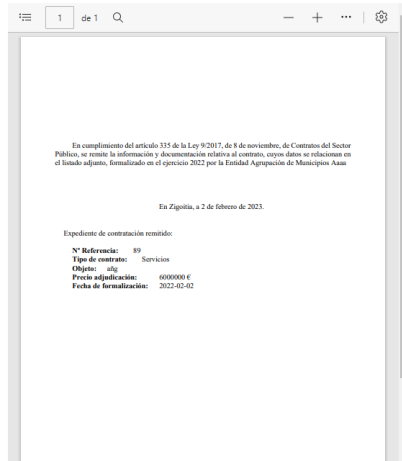 1 de 1
En cumplimiento del artículo 335 de la Ley 9/2017, de 8 de noviembre, de Contratos del Sector
Público, se remite la información y documentación relativa al contrato, cuyos datos se relacionan en
el listado adjunto, formalizado en el ejercicio 2022 por la Entidad Agrupación de Municipios Aaaa
En Zigoitia, a 2 de febrero de 2023.
Expediente de contratación remitido:
Nº Referencia: 89
Tipo de contrato: Servicios
Objeto: añg
Precio adjudicación: 6000000 €
Fecha de formalización: 2022-02-02